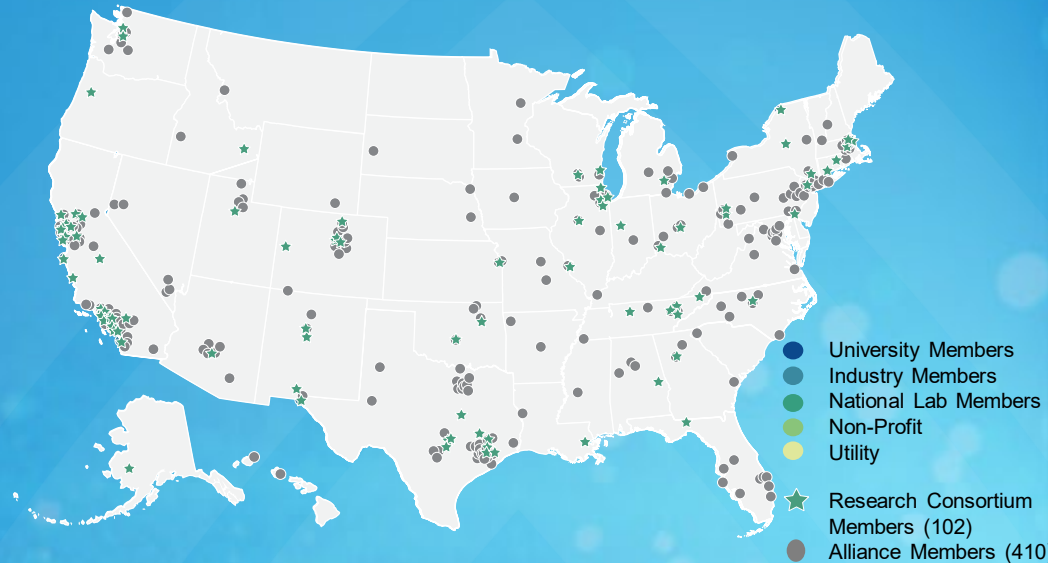 University Members
Industry Members
National Lab Members
Non-Profit
Utility
Research Consortium
Members (102)
Alliance Members (410